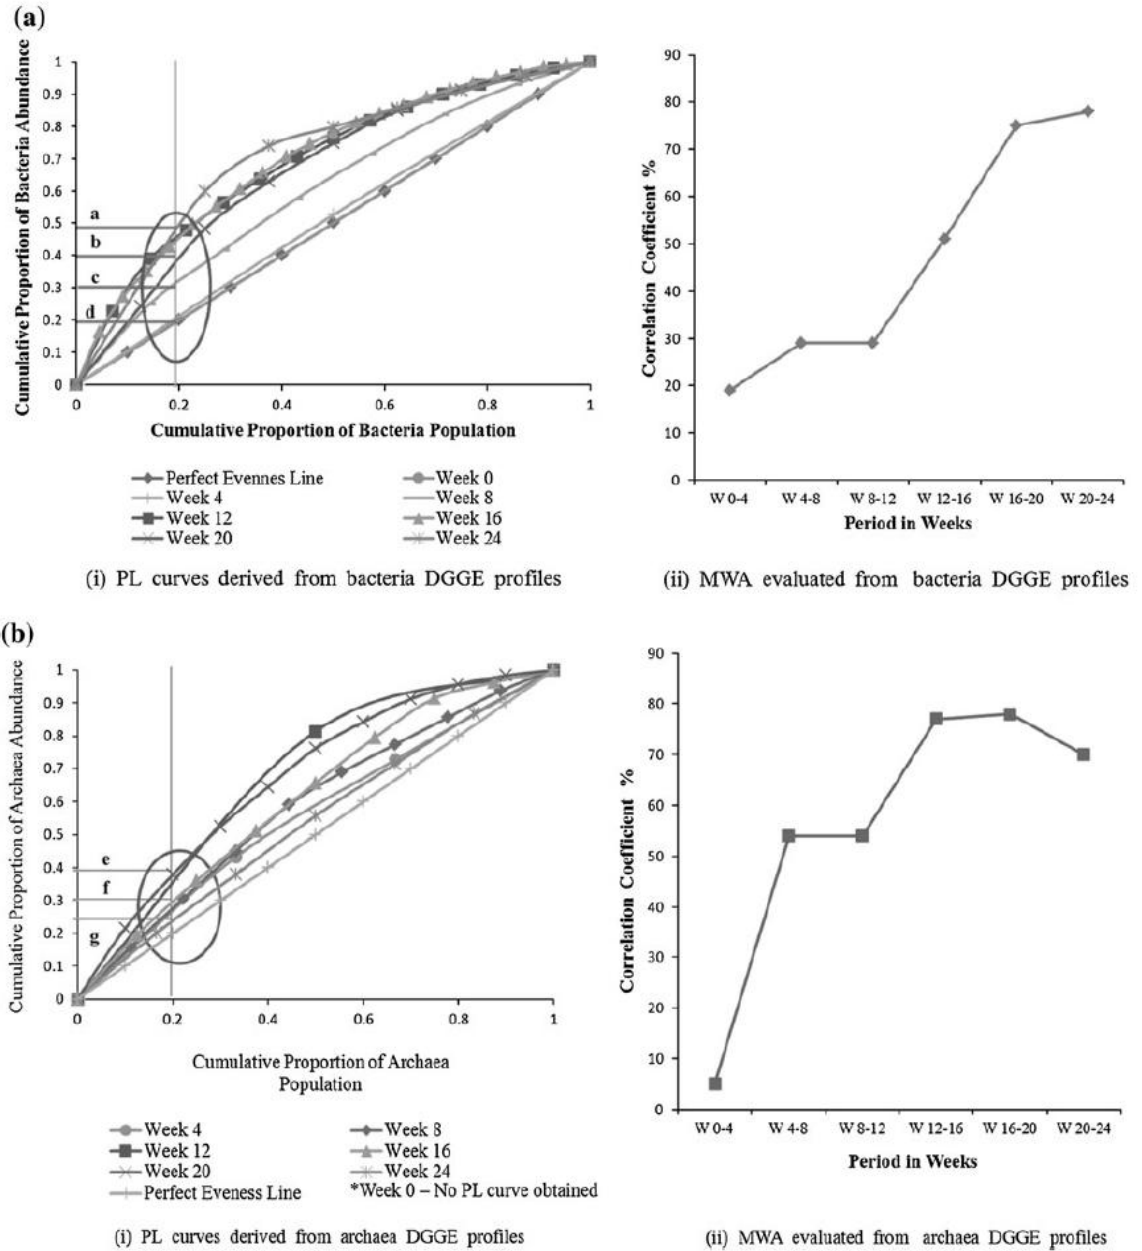 (a)
Cumulative Proportion of Bacteria Abundance
1
0.9
0.8
0.7
0.6
0.5
0.4
0.3
0.2
0.1
0
a
b
c
d
0 0.2 0.4 0.6 0.8 1
Cumulative Proportion of Bacteria Population
Perfect Evennes Line Week 0
Week 4 Week 8
Week 12 Week 16
Week 20 Week 24
(i) PL curves derived from bacteria DGGE profiles
Correlation Coefficient %
90
80
70
60
50
40
30
20
10
0
W 0-4 W 4-8 W 8-12 W 12-16 W 16-20 W 20-24
Period in Weeks
(ii) MWA evaluated from bacteria DGGE profiles
(b)
Cumulative Proportion of Archaea Abundance
1
0.9
0.8
0.7
0.6
0.5
0.4
0.3
0.2
0.1
0
e
f
g
0 0.2 0.4 0.6 0.8 1
Cumulative Proportion of Archaea
Population
Week 4 Week 8
Week 12 Week 16
Week 20 Week 24
Perfect Eveness Line *Week 0 – No PL curve obtained
(i) PL curves derived from archaea DGGE profiles
Correlation Coefficient %
90
80
70
60
50
40
30
20
10
0
W 0-4 W 4-8 W 8-12 W 12-16 W 16-20 W 20-24
Period in Weeks
(ii) MWA evaluated from archaea DGGE profiles